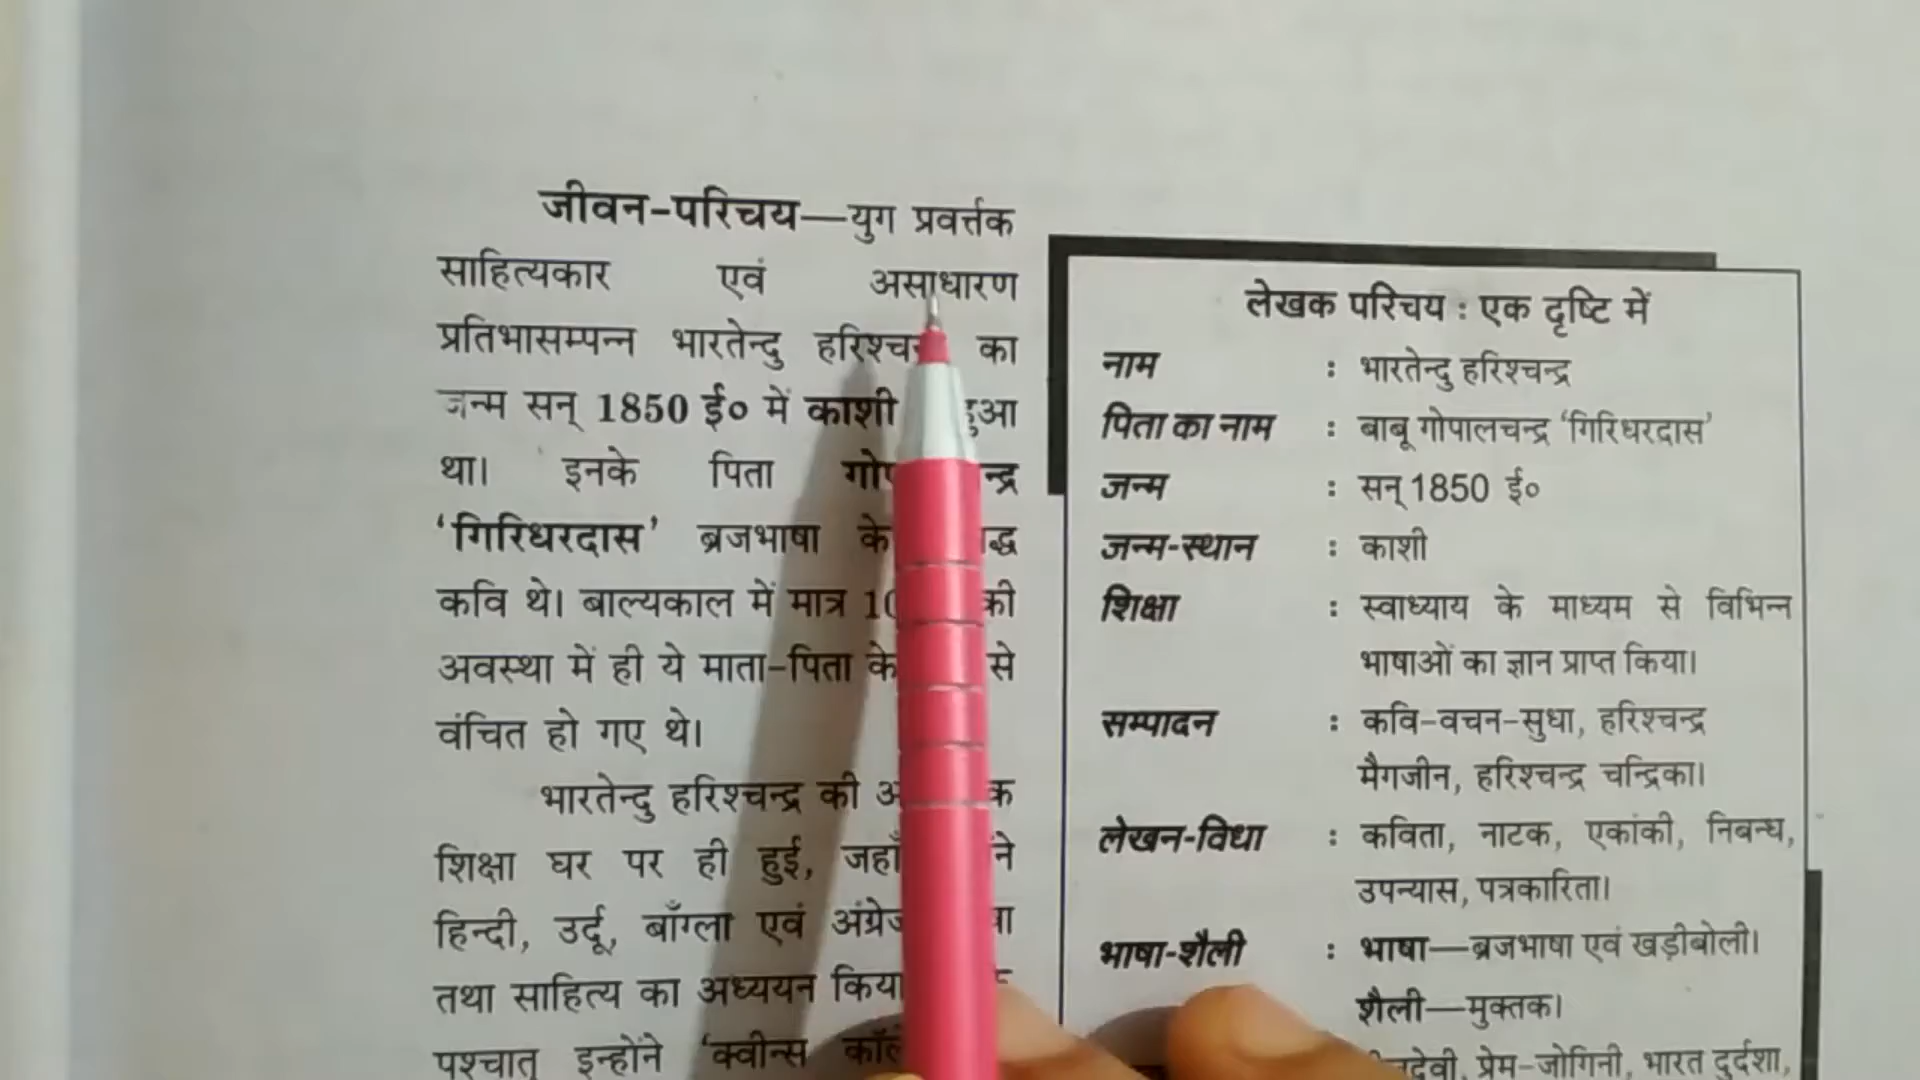 जीवन-परिचय—युग प्रवर्त्तक
साहित्यकार एवं असाधारण
प्रतिभासम्पन्न भारतेन्दु का
जन्म सन् 1850 ई० में काशी हुआ
था। इनके पिता
‘गिरिधरदास’ ब्रजभाषा के
कवि थे। बाल्यकाल में मात्र की
अवस्था में ही ये माता-पिता के से
वंचित हो गए थे।
भारतेन्दु हरिश्चन्द्र की
शिक्षा घर पर ही हुई,
हिन्दी, उर्दू, बाँग्ला एवं
तथा साहित्य का अध्ययन
पश्चात् इन्होंने ‘क्वीन्स
लेखक परिचय : एक दृष्टि में
नाम : भारतेन्दु हरिश्चन्द्र
पिता का नाम : बाबू गोपालचन्द्र ‘गिरिधरदास’
जन्म : सन् 1850 ई०
जन्म-स्थान : काशी
शिक्षा : स्वाध्याय के माध्यम से विभिन्न
भाषाओं का ज्ञान प्राप्त किया।
सम्पादन : कवि-वचन-सुधा, हरिश्चन्द्र
मैगजीन, हरिश्चन्द्र चन्द्रिका।
लेखन-विधा : कविता, नाटक, एकांकी, निबन्ध,
उपन्यास, पत्रकारिता।
भाषा-शैली : भाषा—ब्रजभाषा एवं खड़ीबोली।
शैली—मुक्तक।
प्रेम-जोगिनी, भारत दुर्दशा,